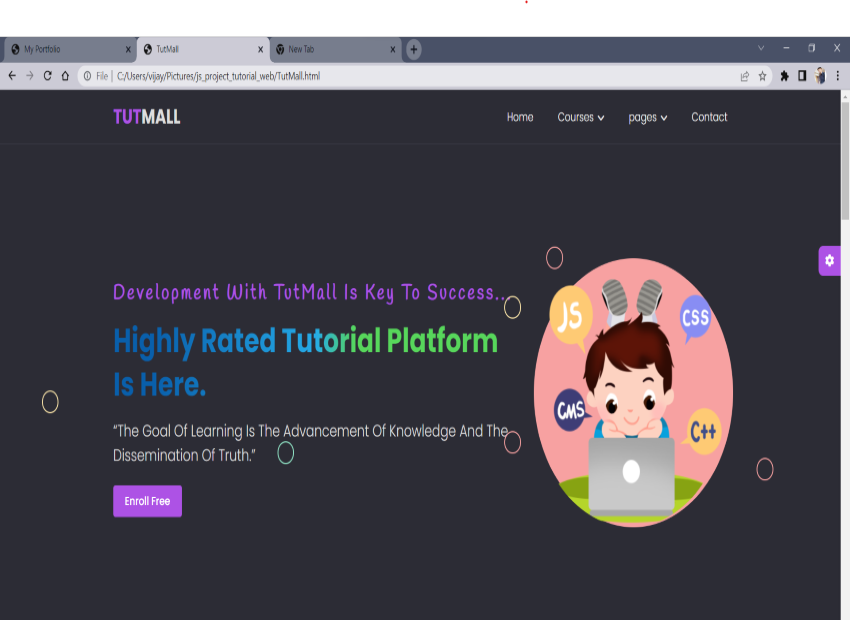 My Portfolio
TutMall
New Tab
File | C:/Users/vijay/Pictures/js_project_tutorial_web/TutMall.html
TUTMALL
Home Courses pages Contact
Development With TutMall Is Key To Success...
Highly Rated Tutorial Platform
Is Here.
“The Goal Of Learning Is The Advancement Of Knowledge And The
Dissemination Of Truth.”
Enroll Free
JS
CSS
CMS
C++